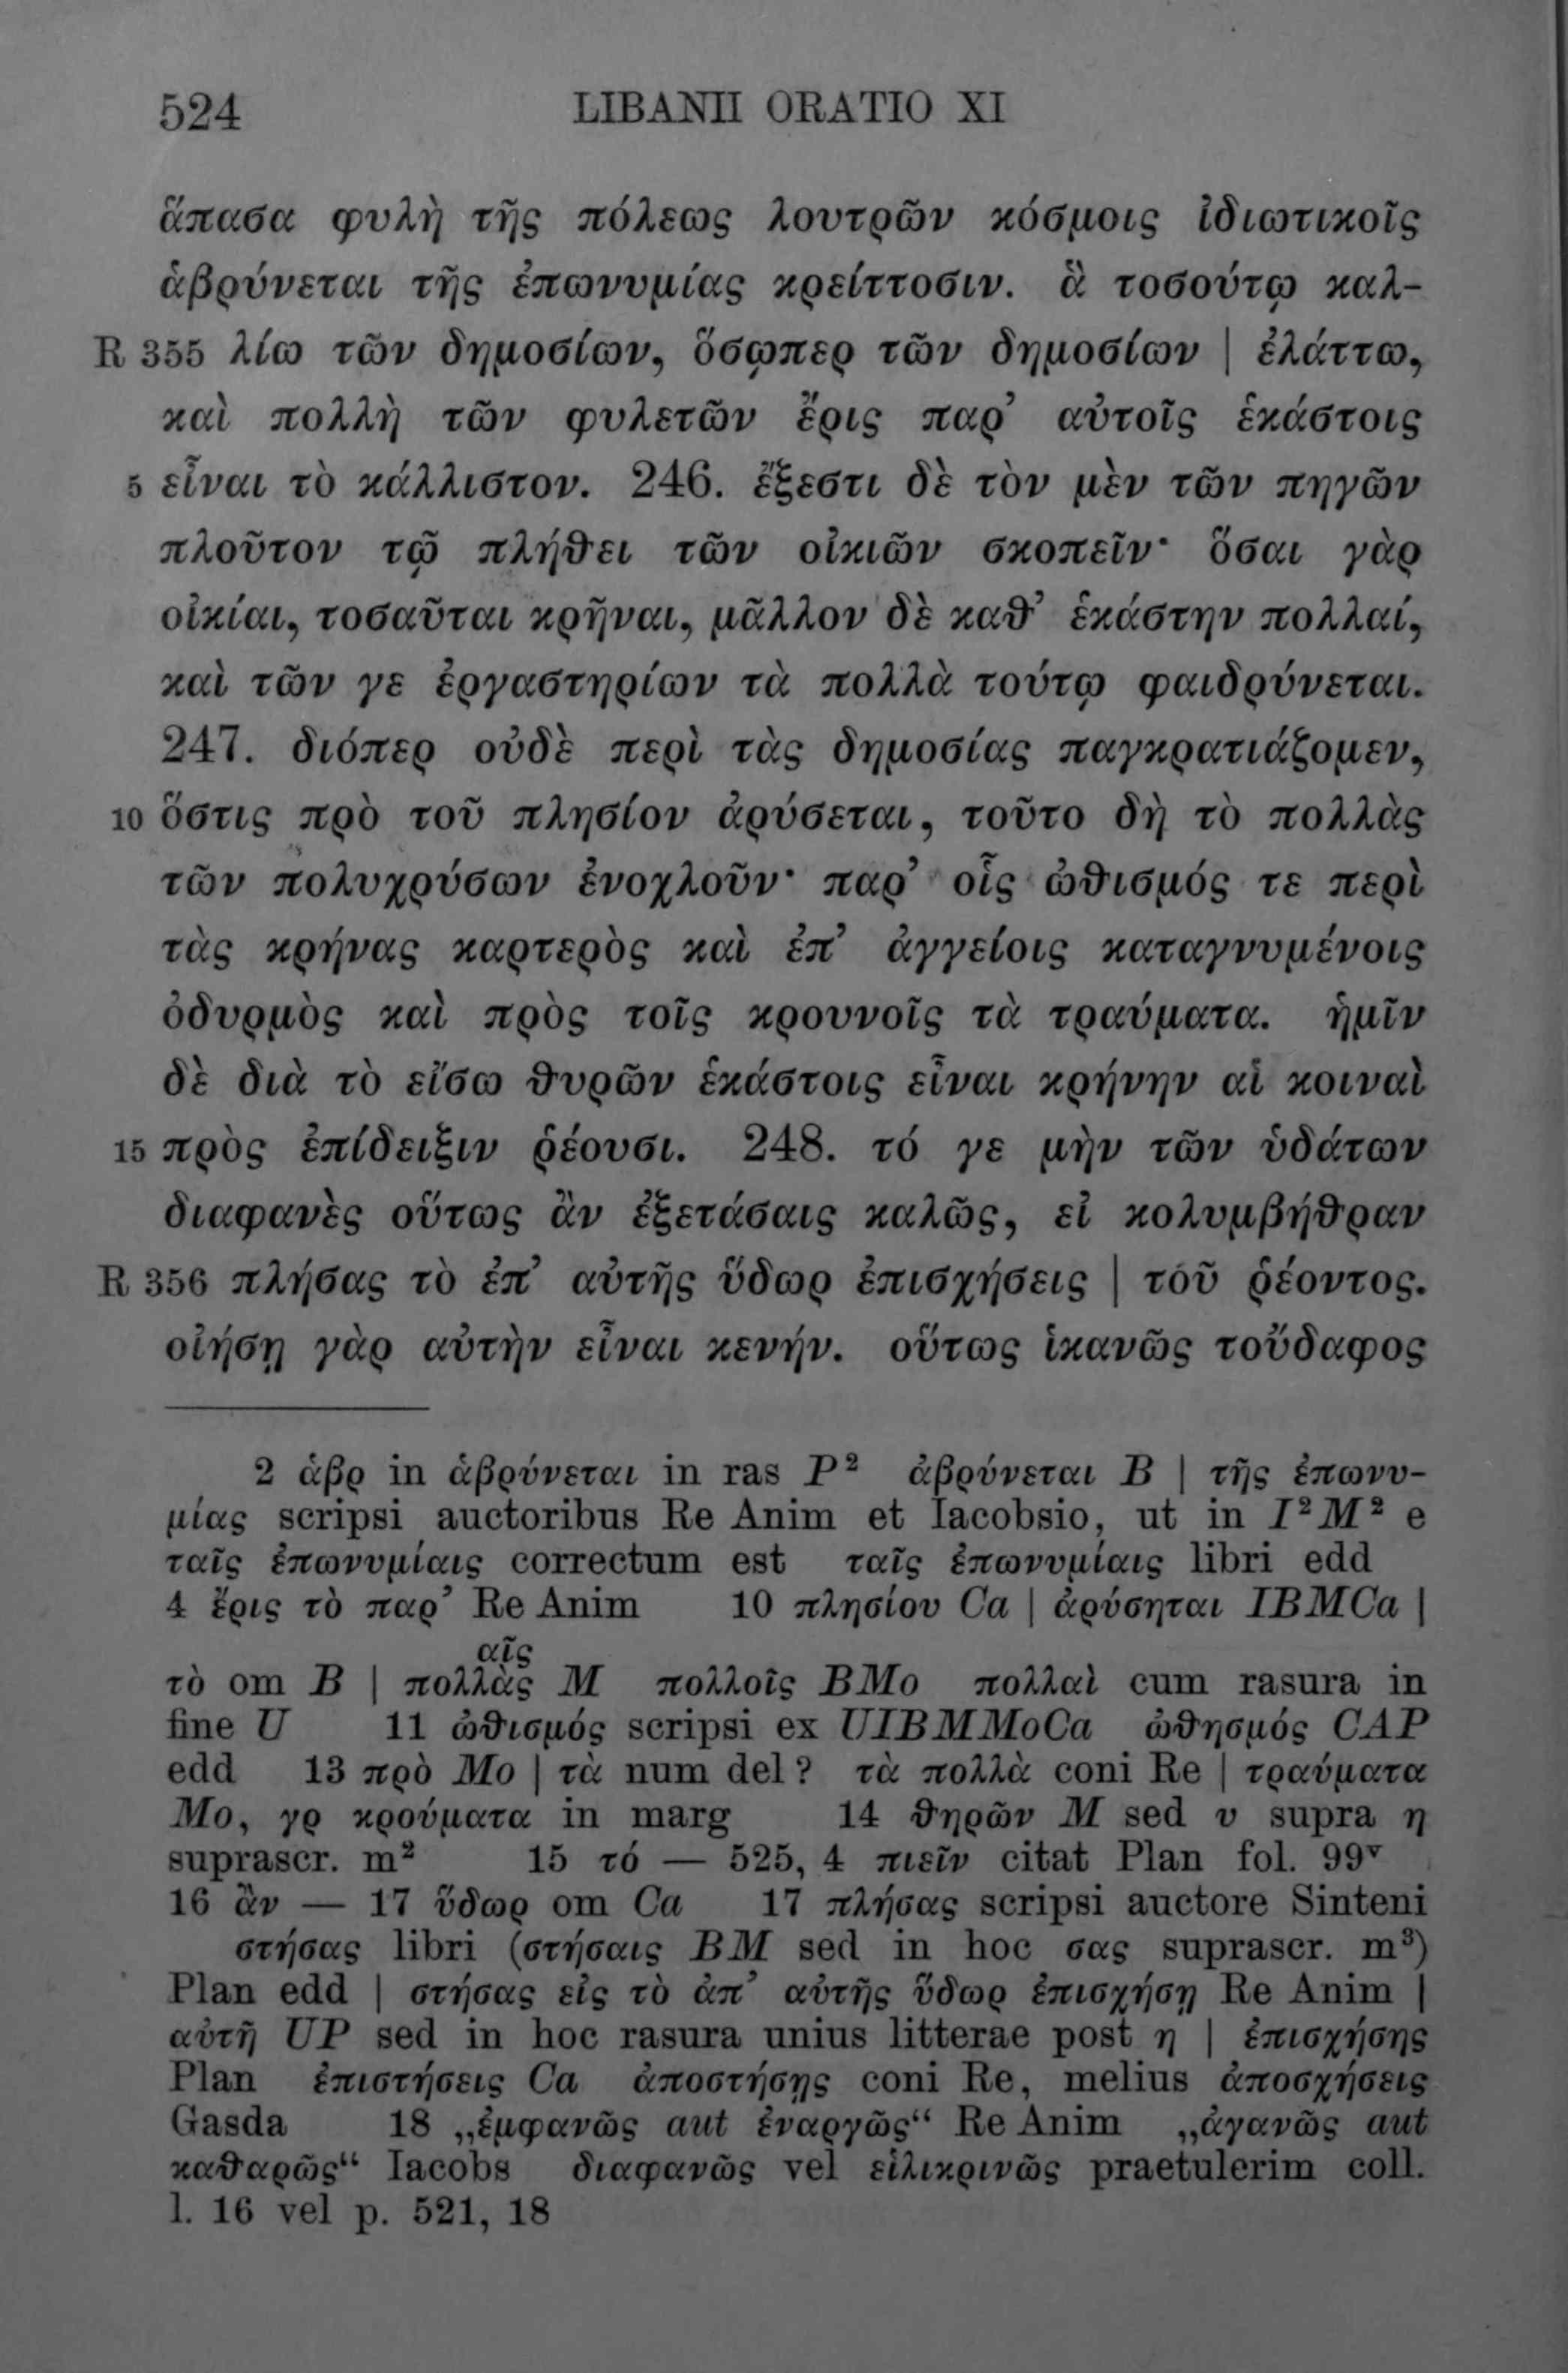 524 LIBANII ORATIO XI
ἅπασα φυλὴ τῆς πόλεως λουτρῶν κόσμοις ἰδιωτικοῖς
ἁβρύνεται τῆς ἐπωνυμίας κρείττοσιν. ἃ τοσούτῳ καλ-
R 355 λίω τῶν δημοσίων, ὅσῳπερ τῶν δημοσίων | ἐλάττω,
καὶ πολλὴ τῶν φυλετῶν ἔρις παρ’ αὐτοῖς ἑκάστοις
5 εἶναι τὸ κάλλιστον. 246. ἔξεστι δὲ τὸν μὲν τῶν πηγῶν
πλοῦτον τῷ πλήθει τῶν οἰκιῶν σκοπεῖν· ὅσαι γὰρ
οἰκίαι, τοσαῦται κρῆναι, μᾶλλον δὲ καθ’ ἑκάστην πολλαί,
καὶ τῶν γε ἐργαστηρίων τὰ πολλὰ τούτῳ φαιδρύνεται.
247. διόπερ οὐδὲ περὶ τὰς δημοσίας παγκρατιάζομεν,
10 ὅστις πρὸ τοῦ πλησίον ἀρύσεται, τοῦτο δὴ τὸ πολλὰς
τῶν πολυχρύσων ἐνοχλοῦν· παρ’ οἷς ὠθισμός τε περὶ
τὰς κρήνας καρτερὸς καὶ ἐπ’ ἀγγείοις καταγνυμένοις
ὀδυρμὸς καὶ πρὸς τοῖς κρουνοῖς τὰ τραύματα. ἡμῖν
δὲ διὰ τὸ εἴσω θυρῶν ἑκάστοις εἶναι κρήνην αἱ κοιναὶ
15 πρὸς ἐπίδειξιν ῥέουσι. 248. τό γε μὴν τῶν ὑδάτων
διαφανὲς οὕτως ἂν ἐξετάσαις καλῶς, εἰ κολυμβήθραν
R 356 πλήσας τὸ ἐπ’ αὐτῆς ὕδωρ ἐπισχήσεις | τοῦ ῥέοντος.
οἰήσῃ γὰρ αὐτὴν εἶναι κενήν. οὕτως ἱκανῶς τοὔδαφος
2 ἁβρ in ἁβρύνεται in ras P² ἀβρύνεται B | τῆς ἐπωνυ-
μίας scripsi auctoribus Re Anim et Iacobsio, ut in I²M² e
ταῖς ἐπωνυμίαις correctum est ταῖς ἐπωνυμίαις libri edd
4 ἔρις τὸ παρ’ Re Anim 10 πλησίου Ca | ἀρύσηται IBMCa |
αῖς
τὸ om B | πολλὰς M πολλοῖς BMo πολλαὶ cum rasura in
fine U 11 ὠθισμός scripsi ex UIBMMoCa ὠθησμός CAP
edd 13 πρὸ Mo | τὰ num del? τὰ πολλὰ coni Re | τραύματα
Mo, γρ κρούματα in marg 14 θηρῶν M sed υ supra η
suprascr. m² 15 τό — 525, 4 πιεῖν citat Plan fol. 99ᵛ
16 ἂν — 17 ὕδωρ om Ca 17 πλήσας scripsi auctore Sinteni
στήσας libri (στήσαις BM sed in hoc σας suprascr. m³)
Plan edd | στήσας εἰς τὸ ἀπ’ αὐτῆς ὕδωρ ἐπισχήσῃ Re Anim |
αὐτῇ UP sed in hoc rasura unius litterae post η | ἐπισχήσης
Plan ἐπιστήσεις Ca ἀποστήσῃς coni Re, melius ἀποσχήσεις
Gasda 18 „ἐμφανῶς aut ἐναργῶς“ Re Anim „ἀγανῶς aut
καθαρῶς“ Iacobs διαφανῶς vel εἰλικρινῶς praetulerim coll.
l. 16 vel p. 521, 18